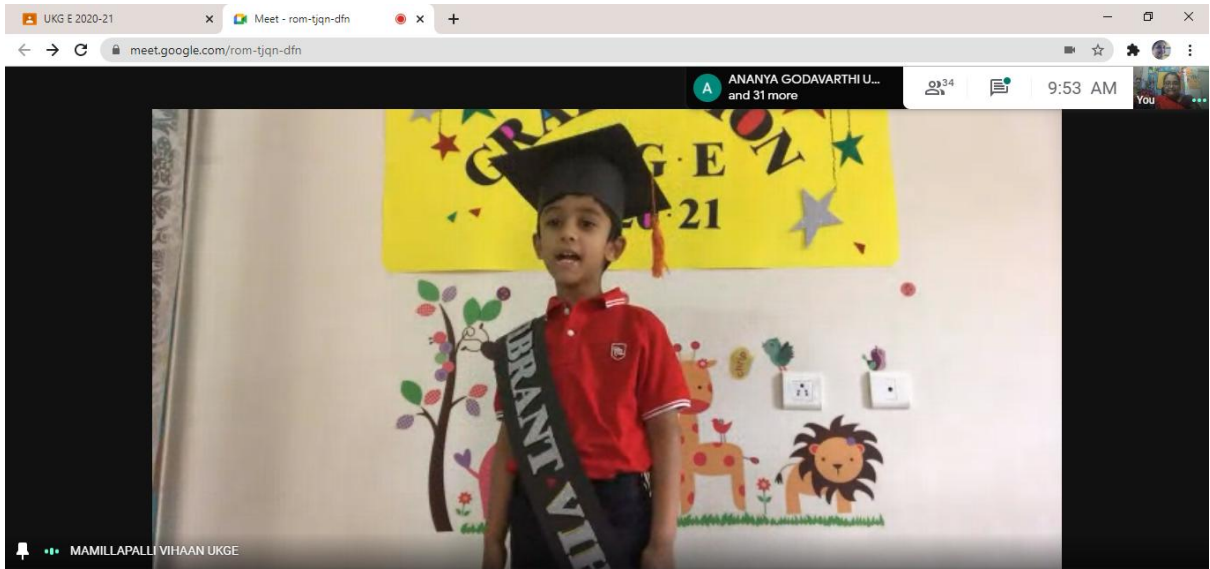 UKG E 2020-21
Meet - rom-tjqn-dfn
meet.google.com/rom-tjqn-dfn
ANANYA GODAVARTHI U...
and 31 more
34
9:53 AM
You
G·E
21
BRANT VI
MAMILLAPALLI VIHAAN UKGE